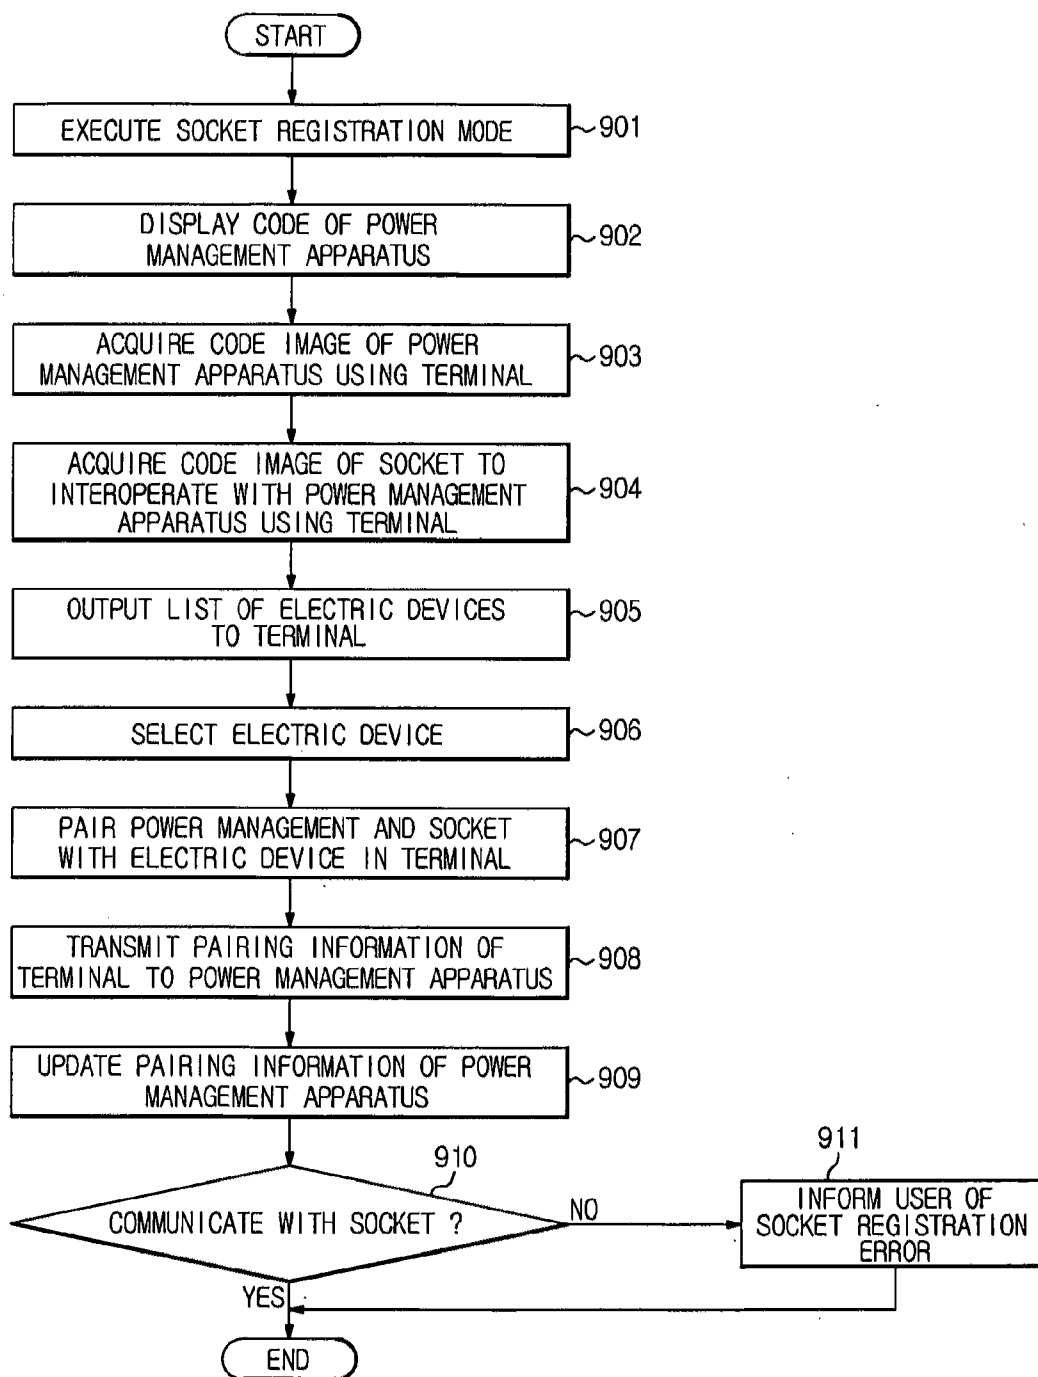 START
EXECUTE SOCKET REGISTRATION MODE
901
DISPLAY CODE OF POWER
MANAGEMENT APPARATUS
902
ACQUIRE CODE IMAGE OF POWER
MANAGEMENT APPARATUS USING TERMINAL
903
ACQUIRE CODE IMAGE OF SOCKET TO
INTEROPERATE WITH POWER MANAGEMENT
APPARATUS USING TERMINAL
904
OUTPUT LIST OF ELECTRIC DEVICES
TO TERMINAL
905
SELECT ELECTRIC DEVICE
906
PAIR POWER MANAGEMENT AND SOCKET
WITH ELECTRIC DEVICE IN TERMINAL
907
TRANSMIT PAIRING INFORMATION OF
TERMINAL TO POWER MANAGEMENT APPARATUS
908
UPDATE PAIRING INFORMATION OF POWER
MANAGEMENT APPARATUS
909
910
COMMUNICATE WITH SOCKET ?
NO
911
INFORM USER OF
SOCKET REGISTRATION
ERROR
YES
END